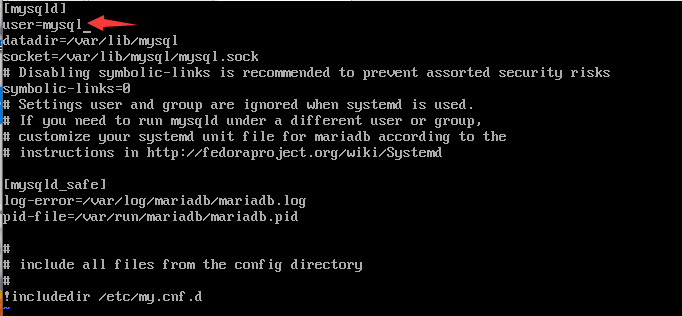 [mysqld]
user=mysql
datadir=/var/lib/mysql
socket=/var/lib/mysql/mysql.sock
# Disabling symbolic-links is recommended to prevent assorted security risks
symbolic-links=0
# Settings user and group are ignored when systemd is used.
# If you need to run mysqld under a different user or group,
# customize your systemd unit file for mariadb according to the
# instructions in http://fedoraproject.org/wiki/Systemd
[mysqld_safe]
log-error=/var/log/mariadb/mariadb.log
pid-file=/var/run/mariadb/mariadb.pid
#
# include all files from the config directory
#
!includedir /etc/my.cnf.d
~